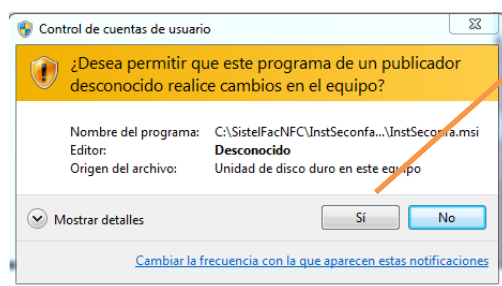 Control de cuentas de usuario
¿Desea permitir que este programa de un publicador
desconocido realice cambios en el equipo?
Nombre del programa: C:\SistelFacNFC\InstSeconfa...\InstSeconfa.msi
Editor: Desconocido
Origen del archivo: Unidad de disco duro en este equipo
Mostrar detalles Sí No
Cambiar la frecuencia con la que aparecen estas notificaciones